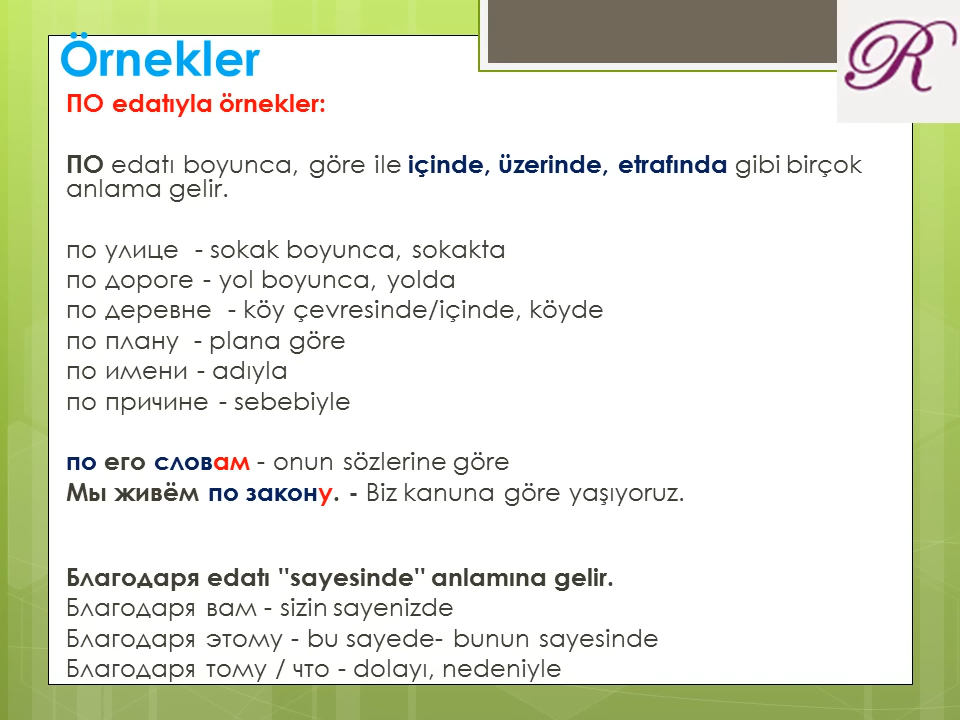 Örnekler
R
ПО edatıyla örnekler:
ПО edatı boyunca, göre ile içinde, üzerinde, etrafında gibi birçok
anlama gelir.
по улице - sokak boyunca, sokakta
по дороге - yol boyunca, yolda
по деревне - köy çevresinde/içinde, köyde
по плану - plana göre
по имени - adıyla
по причине - sebebiyle
по его словам - onun sözlerine göre
Мы живём по закону. - Biz kanuna göre yaşıyoruz.
Благодаря edatı "sayesinde" anlamına gelir.
Благодаря вам - sizin sayenizde
Благодаря этому - bu sayede- bunun sayesinde
Благодаря тому / что - dolayı, nedeniyle